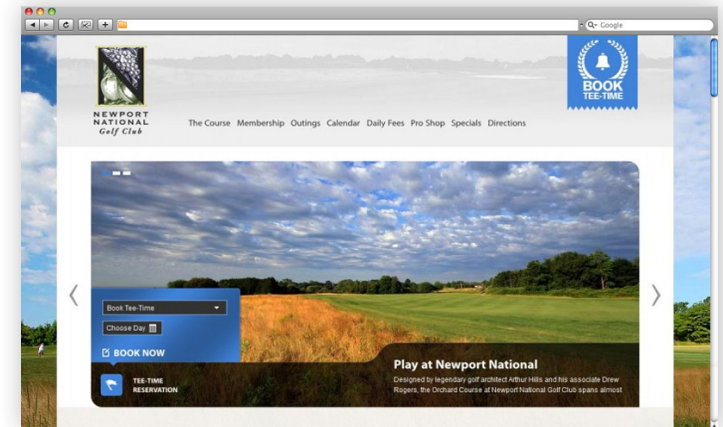 Google
NEWPORT
NATIONAL
Golf Club
BOOK
TEE-TIME
The Course Membership Outings Calendar Daily Fees Pro Shop Specials Directions
Book Tee-Time
Choose Day
BOOK NOW
TEE-TIME
RESERVATION
Play at Newport National
Designed by legendary golf architect Arthur Hills and his associate Drew
Rogers, the Orchard Course at Newport National Golf Club spans almost